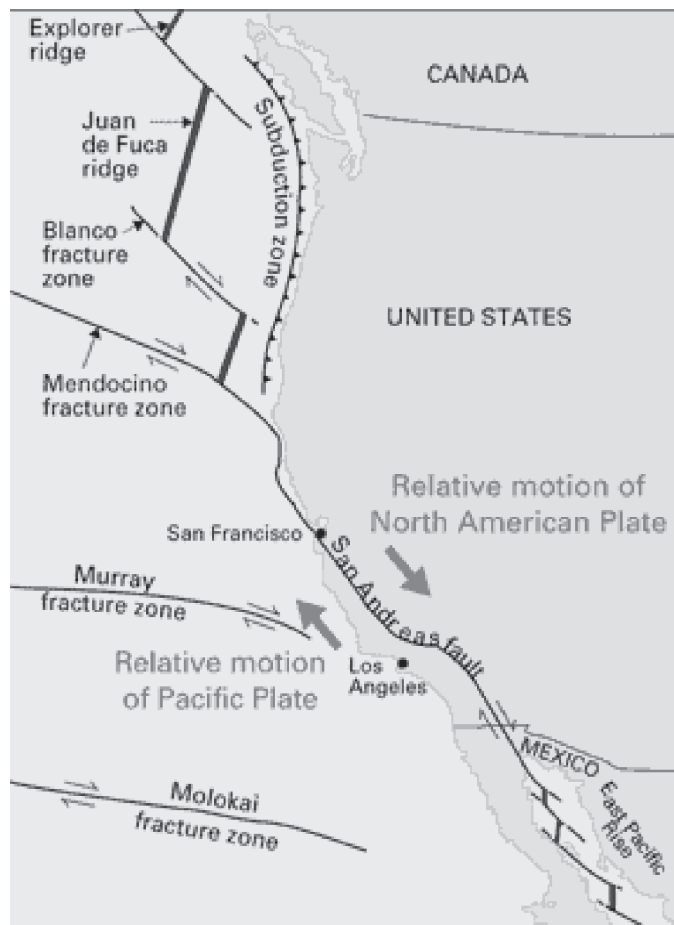 Explorer
ridge
CANADA
Subduction zone
Juan
de Fuca
ridge
Blanco
fracture
zone
UNITED STATES
Mendocino
fracture zone
Relative motion of
North American Plate
San Francisco
San Andreas fault
Murray
fracture zone
Relative motion
of Pacific Plate
Los
Angeles
MEXICO
East Pacific
Rise
Molokai
fracture zone